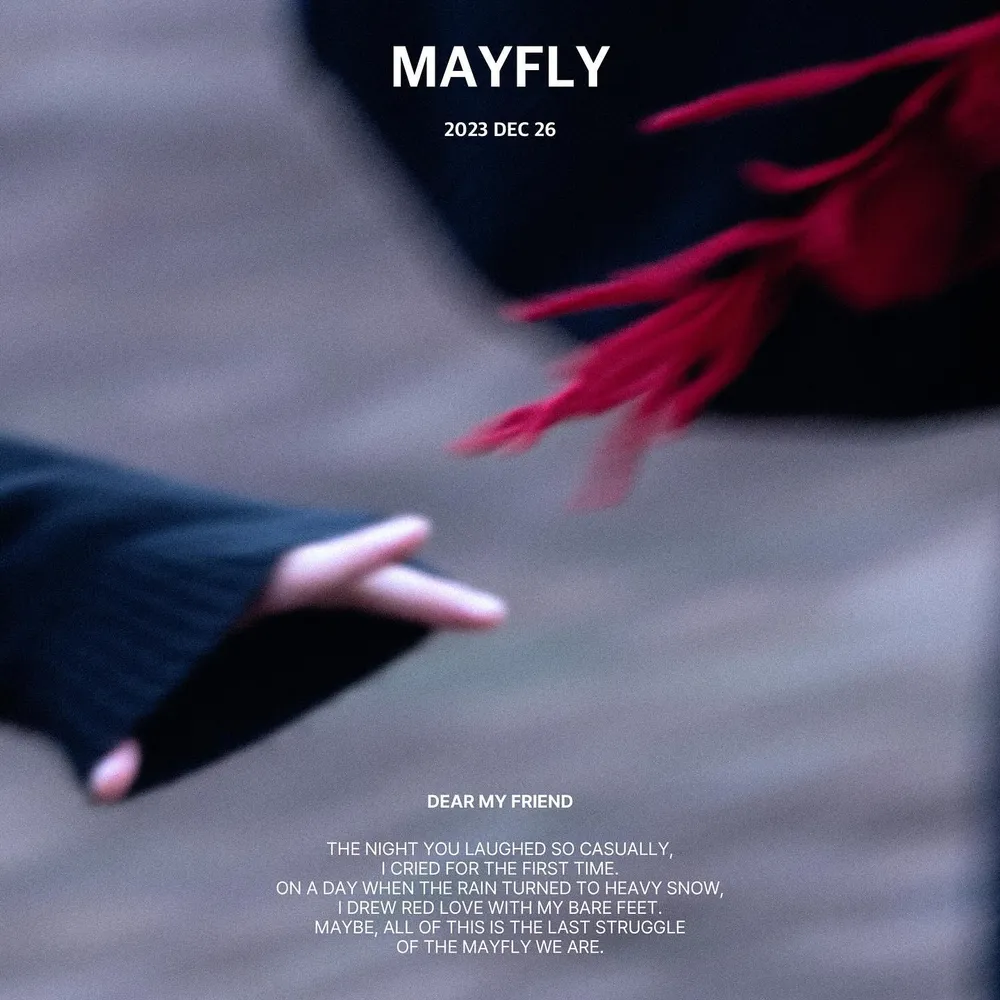 MAYFLY
2023 DEC 26
DEAR MY FRIEND
THE NIGHT YOU LAUGHED SO CASUALLY,
I CRIED FOR THE FIRST TIME.
ON A DAY WHEN THE RAIN TURNED TO HEAVY SNOW,
I DREW RED LOVE WITH MY BARE FEET.
MAYBE, ALL OF THIS IS THE LAST STRUGGLE
OF THE MAYFLY WE ARE.